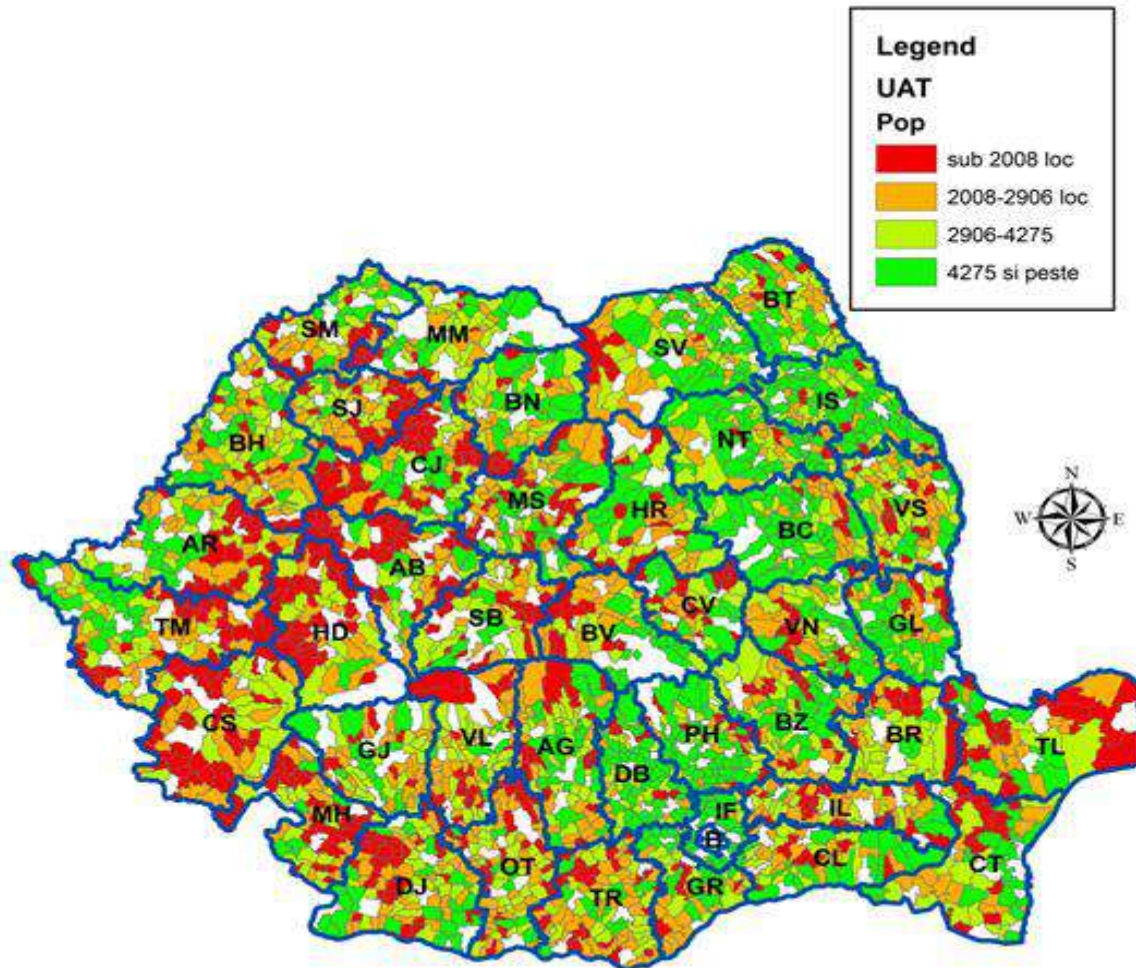 Legend
UAT
Pop
sub 2008 loc
2008-2906 loc
2906-4275
4275 si peste
BT
SM
MM
SV
BN
IS
SJ
BH
NT
CJ
MS
HR
VS
AR
BC
AB
SB
CV
TM
HD
BV
VN
GL
CS
PH
BZ
BR
GJ
VL
AG
DB
TL
IF
IL
MH
B
CL
CT
OT
DJ
TR
GR
N
W
E
S